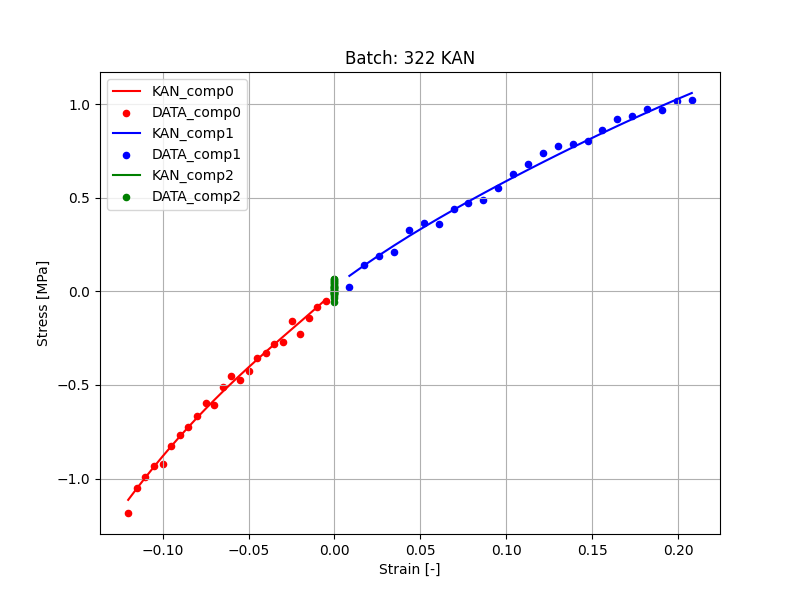 Batch: 322 KAN
KAN_comp0
DATA_comp0
KAN_comp1
DATA_comp1
KAN_comp2
DATA_comp2
1.0
0.5
0.0
−0.5
−1.0
Stress [MPa]
−0.10
−0.05
0.00
0.05
0.10
0.15
0.20
Strain [-]